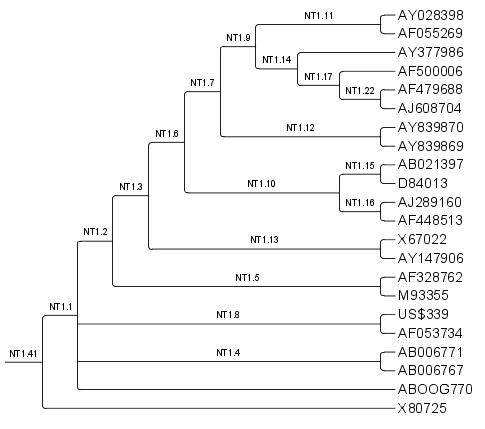 NT1.11
AY028398
NT1.9
AF055269
AY377986
NT1.14
AF500006
NT1.17
NT1.7
AF479688
NT1.22
AJ608704
AY839870
NT1.12
NT1.6
AY839869
AB021397
NT1.15
D84013
NT1.10
NT1.3
AJ289160
NT1.16
AF448513
NT1.2
X67022
NT1.13
AY147906
AF328762
NT1.5
M93355
NT1.1
US$339
NT1.8
AF053734
AB006771
NT1.4
NT1.41
AB006767
ABOOG770
X80725